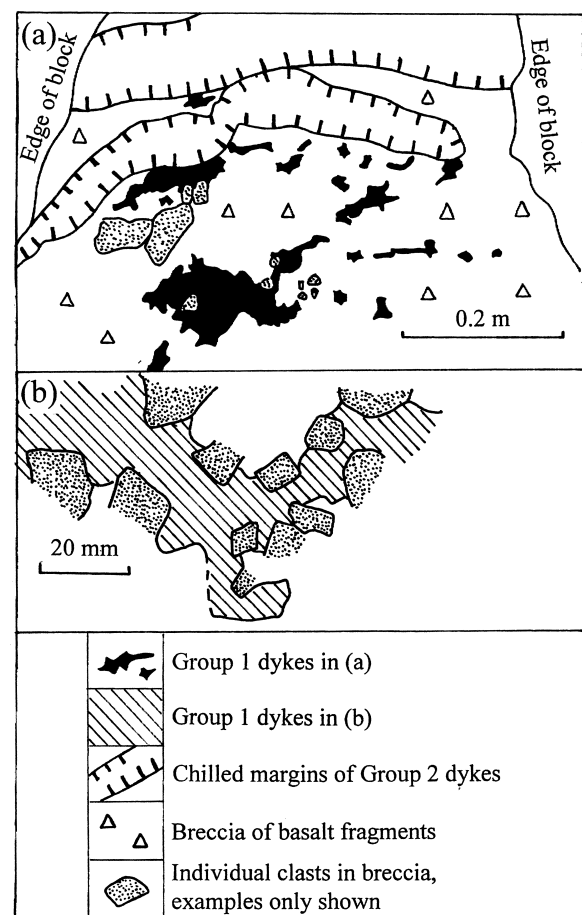 (a)
Edge of block
Edge of block
0.2 m
(b)
20 mm
Group 1 dykes in (a)
Group 1 dykes in (b)
Chilled margins of Group 2 dykes
Breccia of basalt fragments
Individual clasts in breccia,
examples only shown